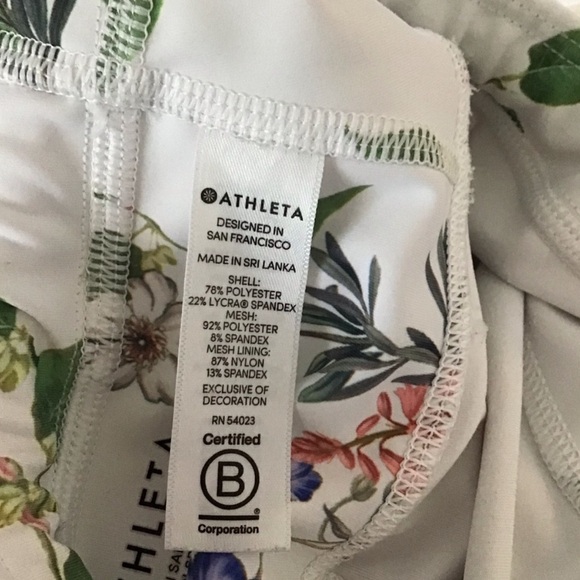 ATHLETA
DESIGNED IN
SAN FRANCISCO
MADE IN SRI LANKA
SHELL:
78% POLYESTER
22% LYCRA® SPANDEX
MESH:
92% POLYESTER
8% SPANDEX
MESH LINING:
87% NYLON
13% SPANDEX
EXCLUSIVE OF
DECORATION
RN 54023
Certified
B
Corporation
HLETA